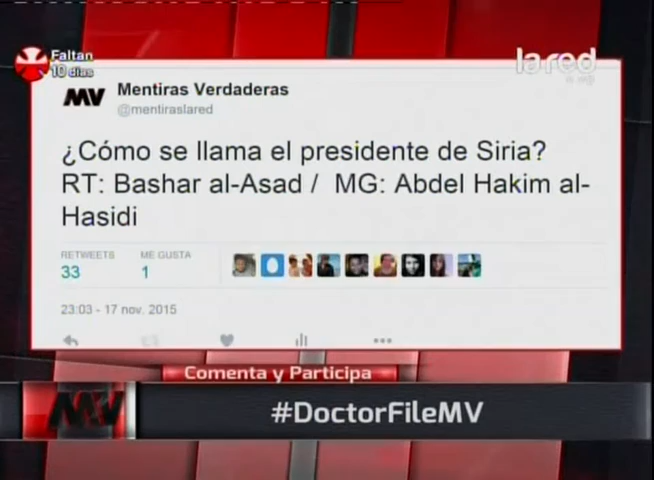 Faltan
10 días
la red
MV
Mentiras Verdaderas
@mentiraslared
¿Cómo se llama el presidente de Siria?
RT: Bashar al-Asad / MG: Abdel Hakim al-
Hasidi
RETWEETS
ME GUSTA
33
1
23:03 - 17 nov. 2015
Comenta y Participa
MV
#DoctorFileMV